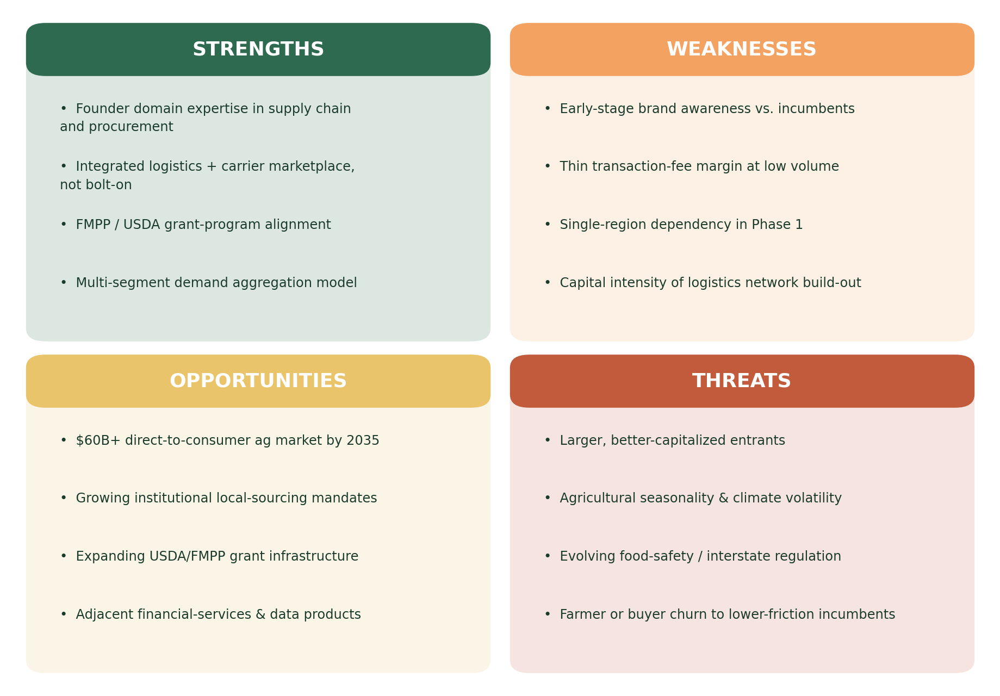 STRENGTHS
• Founder domain expertise in supply chain
and procurement
• Integrated logistics + carrier marketplace,
not bolt-on
• FMPP / USDA grant-program alignment
• Multi-segment demand aggregation model
WEAKNESSES
• Early-stage brand awareness vs. incumbents
• Thin transaction-fee margin at low volume
• Single-region dependency in Phase 1
• Capital intensity of logistics network build-out
OPPORTUNITIES
• $60B+ direct-to-consumer ag market by 2035
• Growing institutional local-sourcing mandates
• Expanding USDA/FMPP grant infrastructure
• Adjacent financial-services & data products
THREATS
• Larger, better-capitalized entrants
• Agricultural seasonality & climate volatility
• Evolving food-safety / interstate regulation
• Farmer or buyer churn to lower-friction incumbents